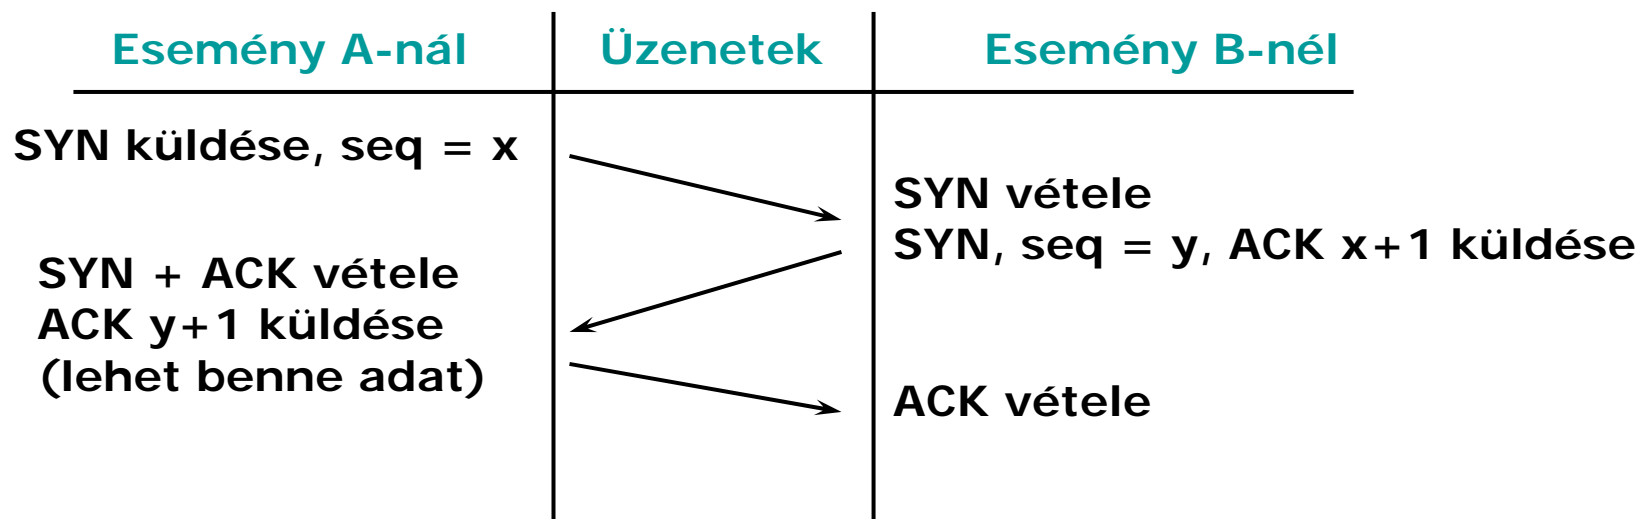 Esemény A-nál
Üzenetek
Esemény B-nél
SYN küldése, seq = x
SYN vétele
SYN, seq = y, ACK x+1 küldése
SYN + ACK vétele
ACK y+1 küldése
(lehet benne adat)
ACK vétele